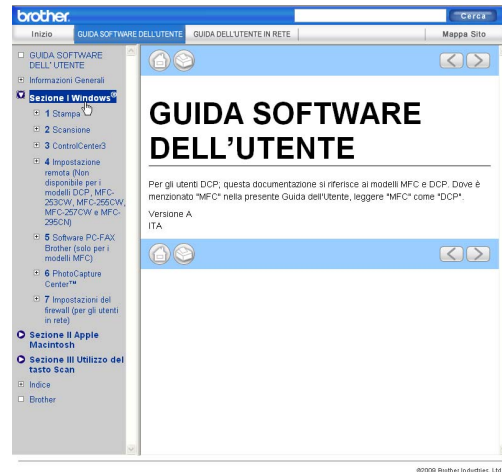 brother
Cerca
Inizio
GUIDA SOFTWARE DELL'UTENTE
GUIDA DELL'UTENTE IN RETE
Mappa Sito
GUIDA SOFTWARE
DELL' UTENTE
Informazioni Generali
Sezione I Windows®
1 Stampa
2 Scansione
3 ControlCenter3
4 Impostazione
remota (Non
disponibile per i
modelli DCP, MFC-
253CW, MFC-255CW,
MFC-257CW e MFC-
295CN)
5 Software PC-FAX
Brother (solo per i
modelli MFC)
6 PhotoCapture
Center™
7 Impostazioni del
firewall (per gli utenti
in rete)
Sezione II Apple
Macintosh
Sezione III Utilizzo del
tasto Scan
Indice
Brother
GUIDA SOFTWARE
DELL'UTENTE
Per gli utenti DCP; questa documentazione si riferisce ai modelli MFC e DCP. Dove è
menzionato "MFC" nella presente Guida dell'Utente, leggere "MFC" come "DCP".
Versione A
ITA
©2009 Brother Industries, Ltd